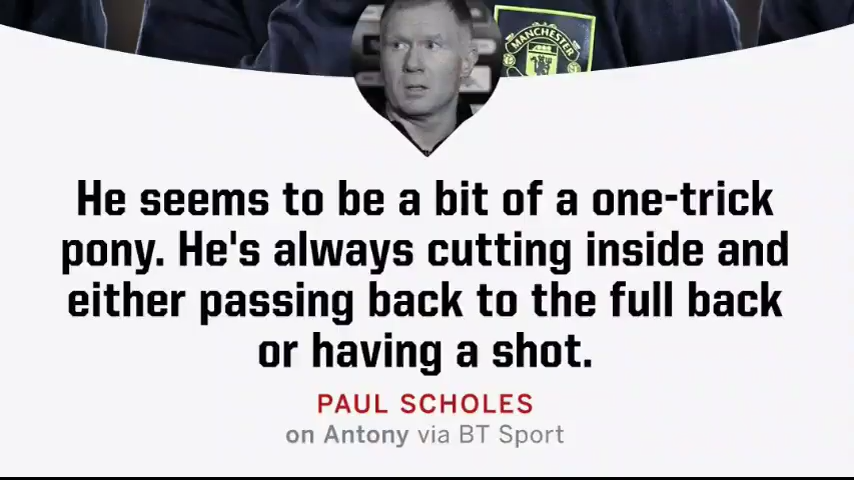 MANCHESTER
He seems to be a bit of a one-trick
pony. He's always cutting inside and
either passing back to the full back
or having a shot.
PAUL SCHOLES
on Antony via BT Sport